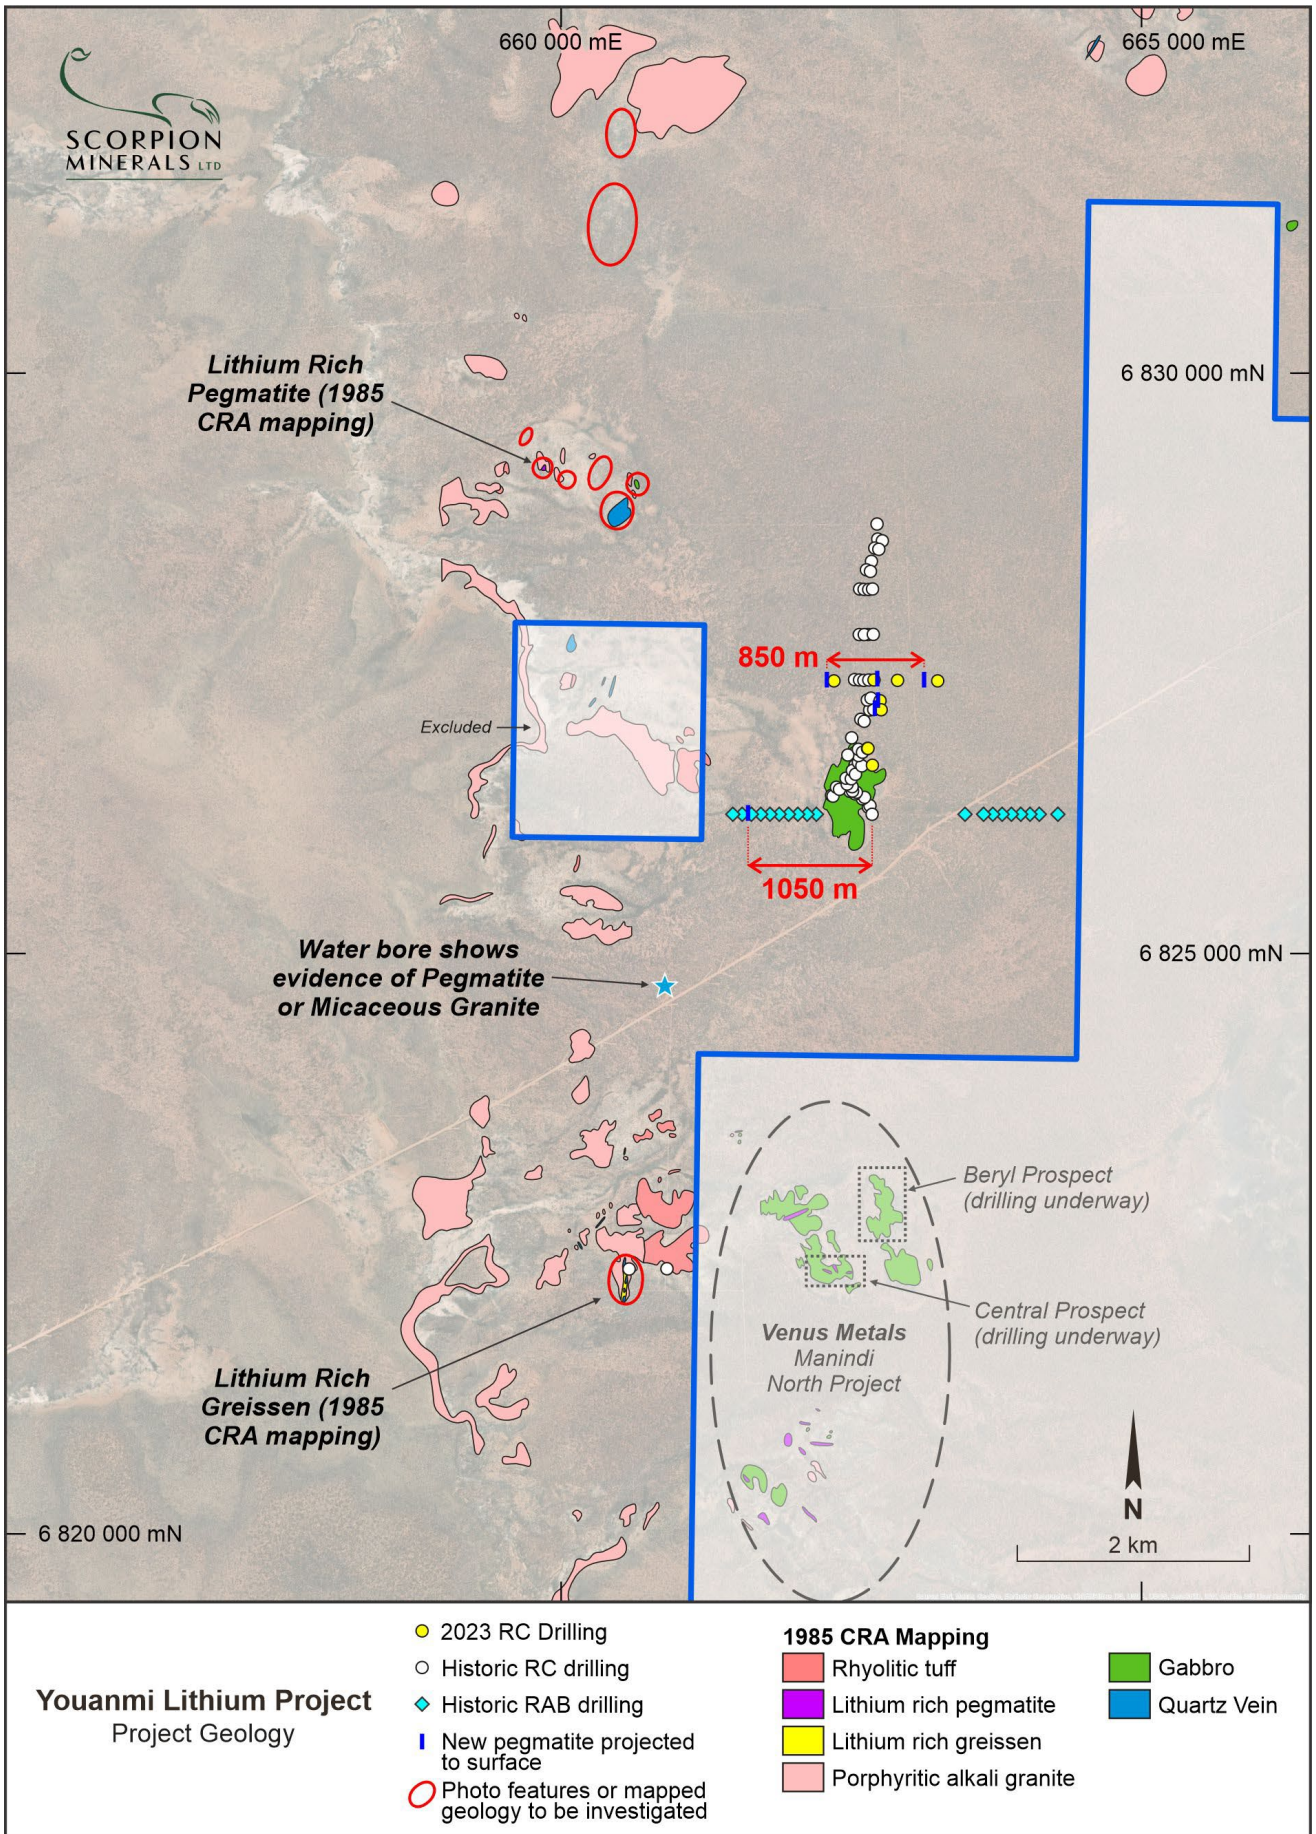 660 000 mE
665 000 mE
SCORPION
MINERALS LTD
Lithium Rich
Pegmatite (1985
CRA mapping)
6 830 000 mN
850 m
Excluded
1050 m
Water bore shows
evidence of Pegmatite
or Micaceous Granite
6 825 000 mN
Beryl Prospect
(drilling underway)
Central Prospect
(drilling underway)
Venus Metals
Manindi
North Project
Lithium Rich
Greissen (1985
CRA mapping)
N
6 820 000 mN
2 km
Youanmi Lithium Project
Project Geology
2023 RC Drilling
Historic RC drilling
Historic RAB drilling
New pegmatite projected
to surface
Photo features or mapped
geology to be investigated
1985 CRA Mapping
Rhyolitic tuff
Lithium rich pegmatite
Lithium rich greissen
Porphyritic alkali granite
Gabbro
Quartz Vein